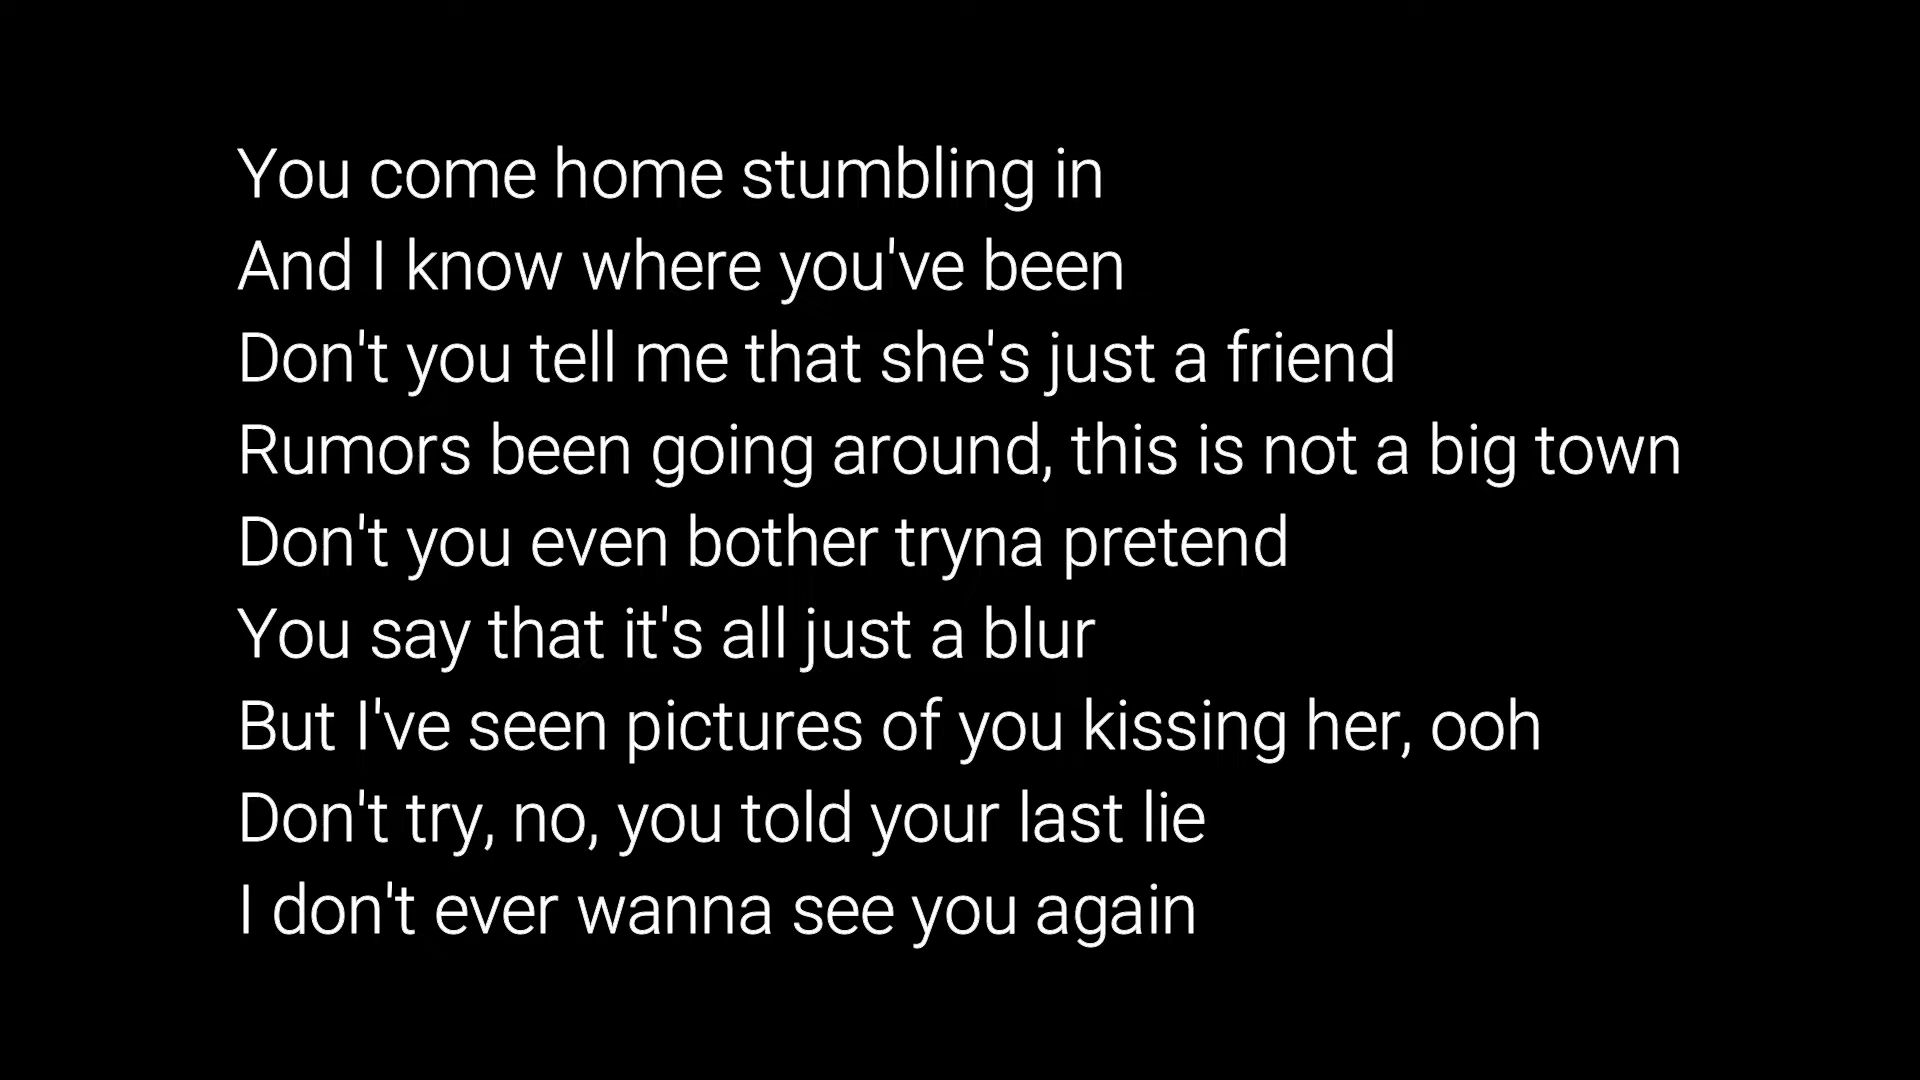 You come home stumbling in
And I know where you've been
Don't you tell me that she's just a friend
Rumors been going around, this is not a big town
Don't you even bother tryna pretend
You say that it's all just a blur
But I've seen pictures of you kissing her, ooh
Don't try, no, you told your last lie
I don't ever wanna see you again